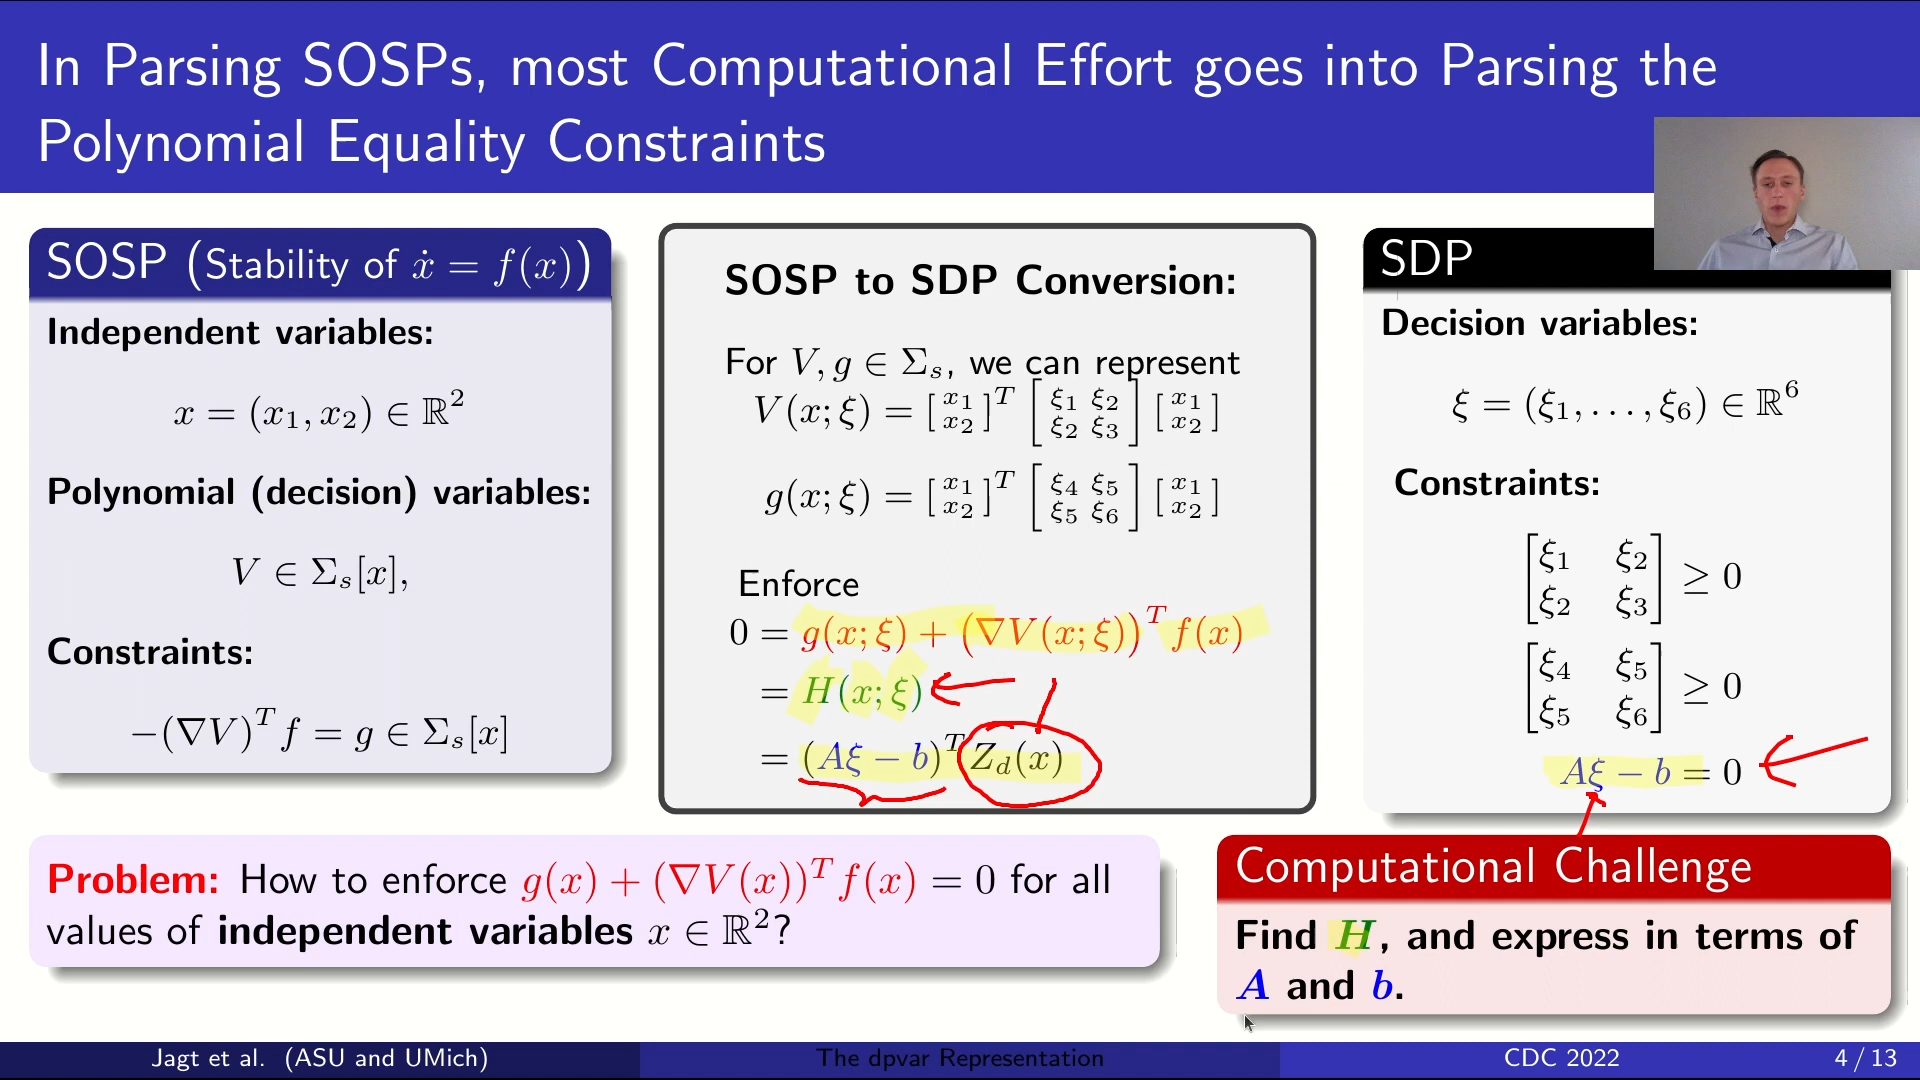 In Parsing SOSPs, most Computational Effort goes into Parsing the
Polynomial Equality Constraints
SOSP (Stability of ẋ = f(x))
Independent variables:
x = (x₁, x₂) ∈ ℝ²
Polynomial (decision) variables:
V ∈ Σₛ[x],
Constraints:
−(∇V)ᵀ f = g ∈ Σₛ[x]
SOSP to SDP Conversion:
For V, g ∈ Σₛ, we can represent
V(x; ξ) = [x₁ x₂]ᵀ [ξ₁ ξ₂ ξ₂ ξ₃] [x₁ x₂]
g(x; ξ) = [x₁ x₂]ᵀ [ξ₄ ξ₅ ξ₅ ξ₆] [x₁ x₂]
Enforce
0 = g(x; ξ) + (∇V(x; ξ))ᵀ f(x)
= H(x; ξ)
= (Aξ − b)ᵀ Z_d(x)
SDP
Decision variables:
ξ = (ξ₁, . . . , ξ₆) ∈ ℝ⁶
Constraints:
[ξ₁ ξ₂ ξ₂ ξ₃] ≥ 0
[ξ₄ ξ₅ ξ₅ ξ₆] ≥ 0
Aξ − b = 0
Problem: How to enforce g(x) + (∇V(x))ᵀ f(x) = 0 for all
values of independent variables x ∈ ℝ²?
Computational Challenge
Find H, and express in terms of
A and b.
Jagt et al. (ASU and UMich)
The dpvar Representation
CDC 2022
4 / 13